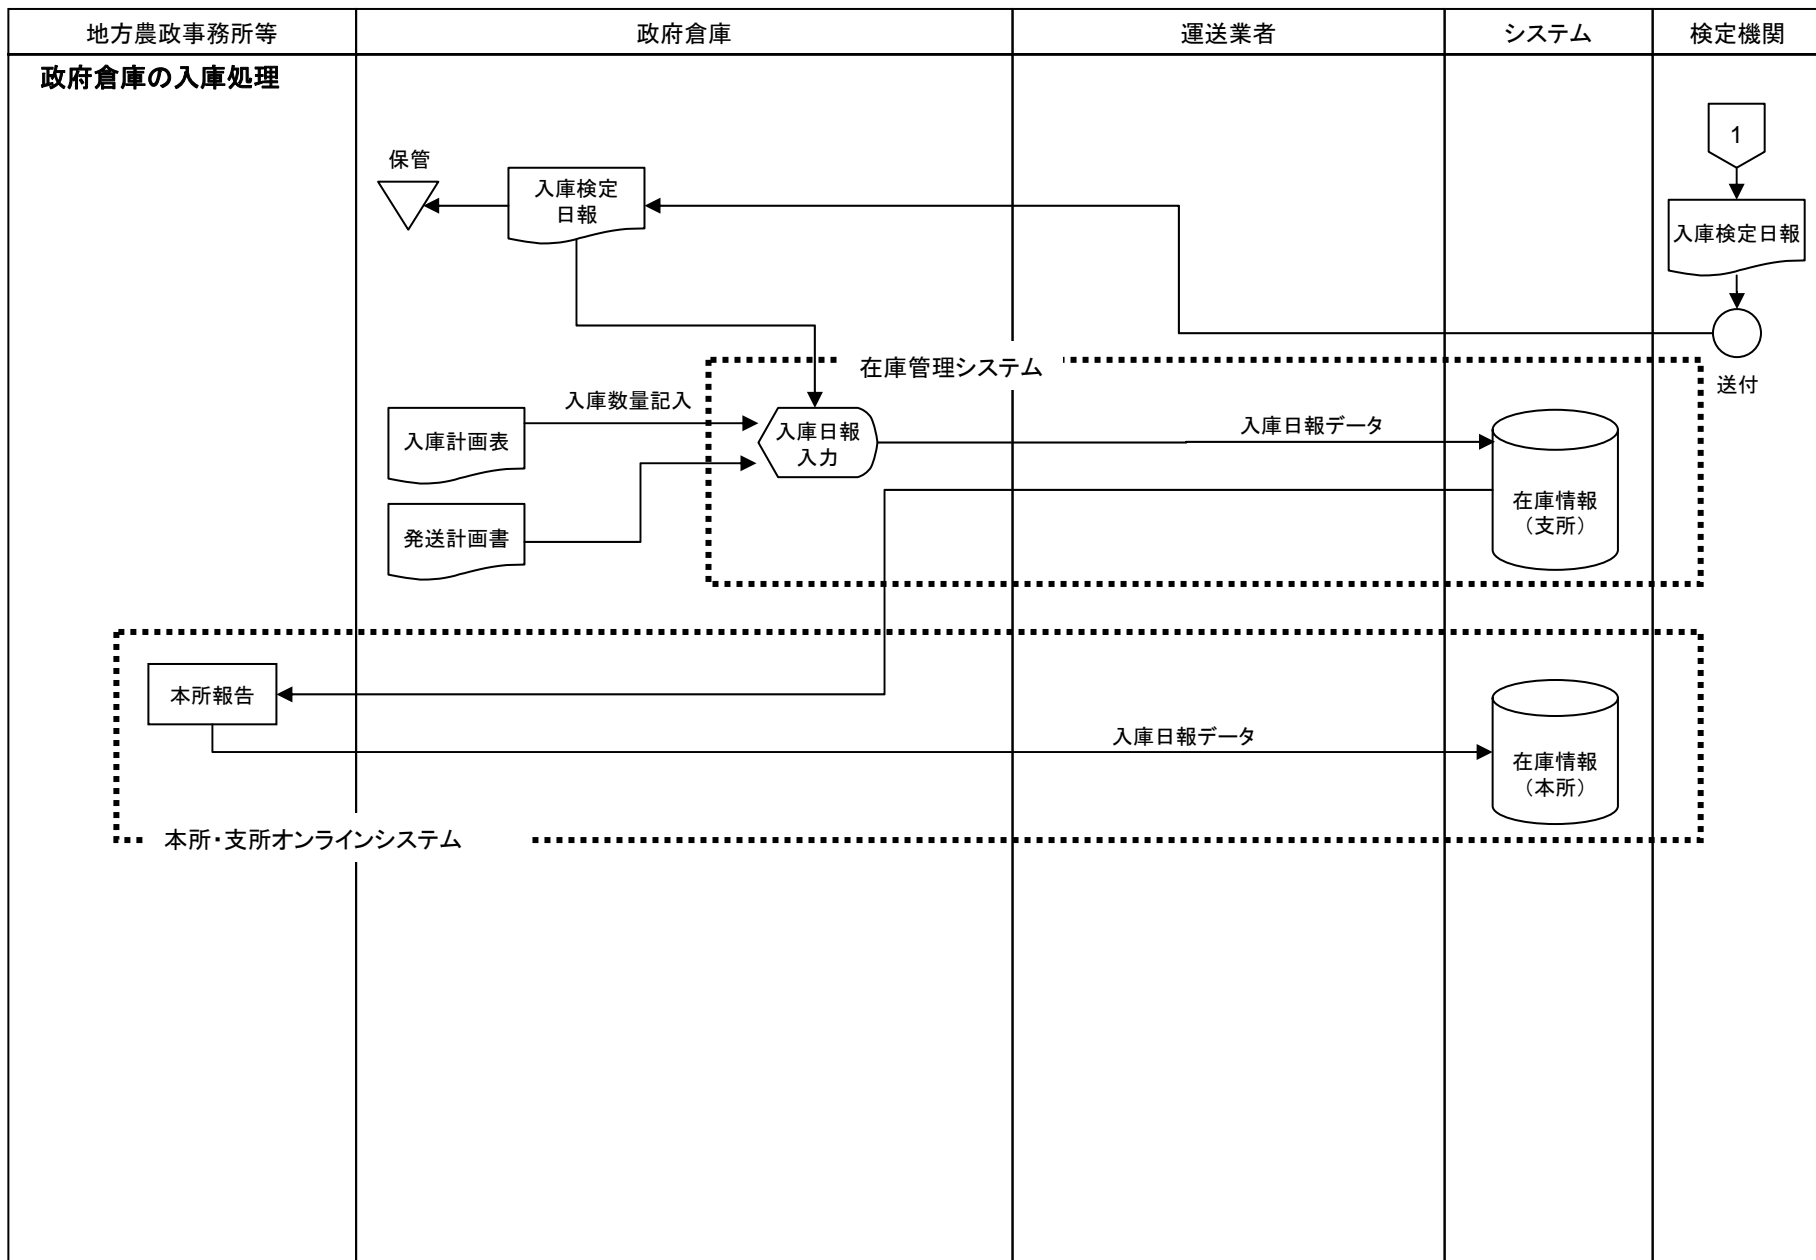 地方農政事務所等
政府倉庫
運送業者
システム
検定機関
政府倉庫の入庫処理
1
保管
入庫検定
日報
入庫検定日報
送付
在庫管理システム
入庫数量記入
入庫計画表
入庫日報
入力
入庫日報データ
在庫情報
（支所）
発送計画書
本所報告
入庫日報データ
在庫情報
（本所）
本所・支所オンラインシステム